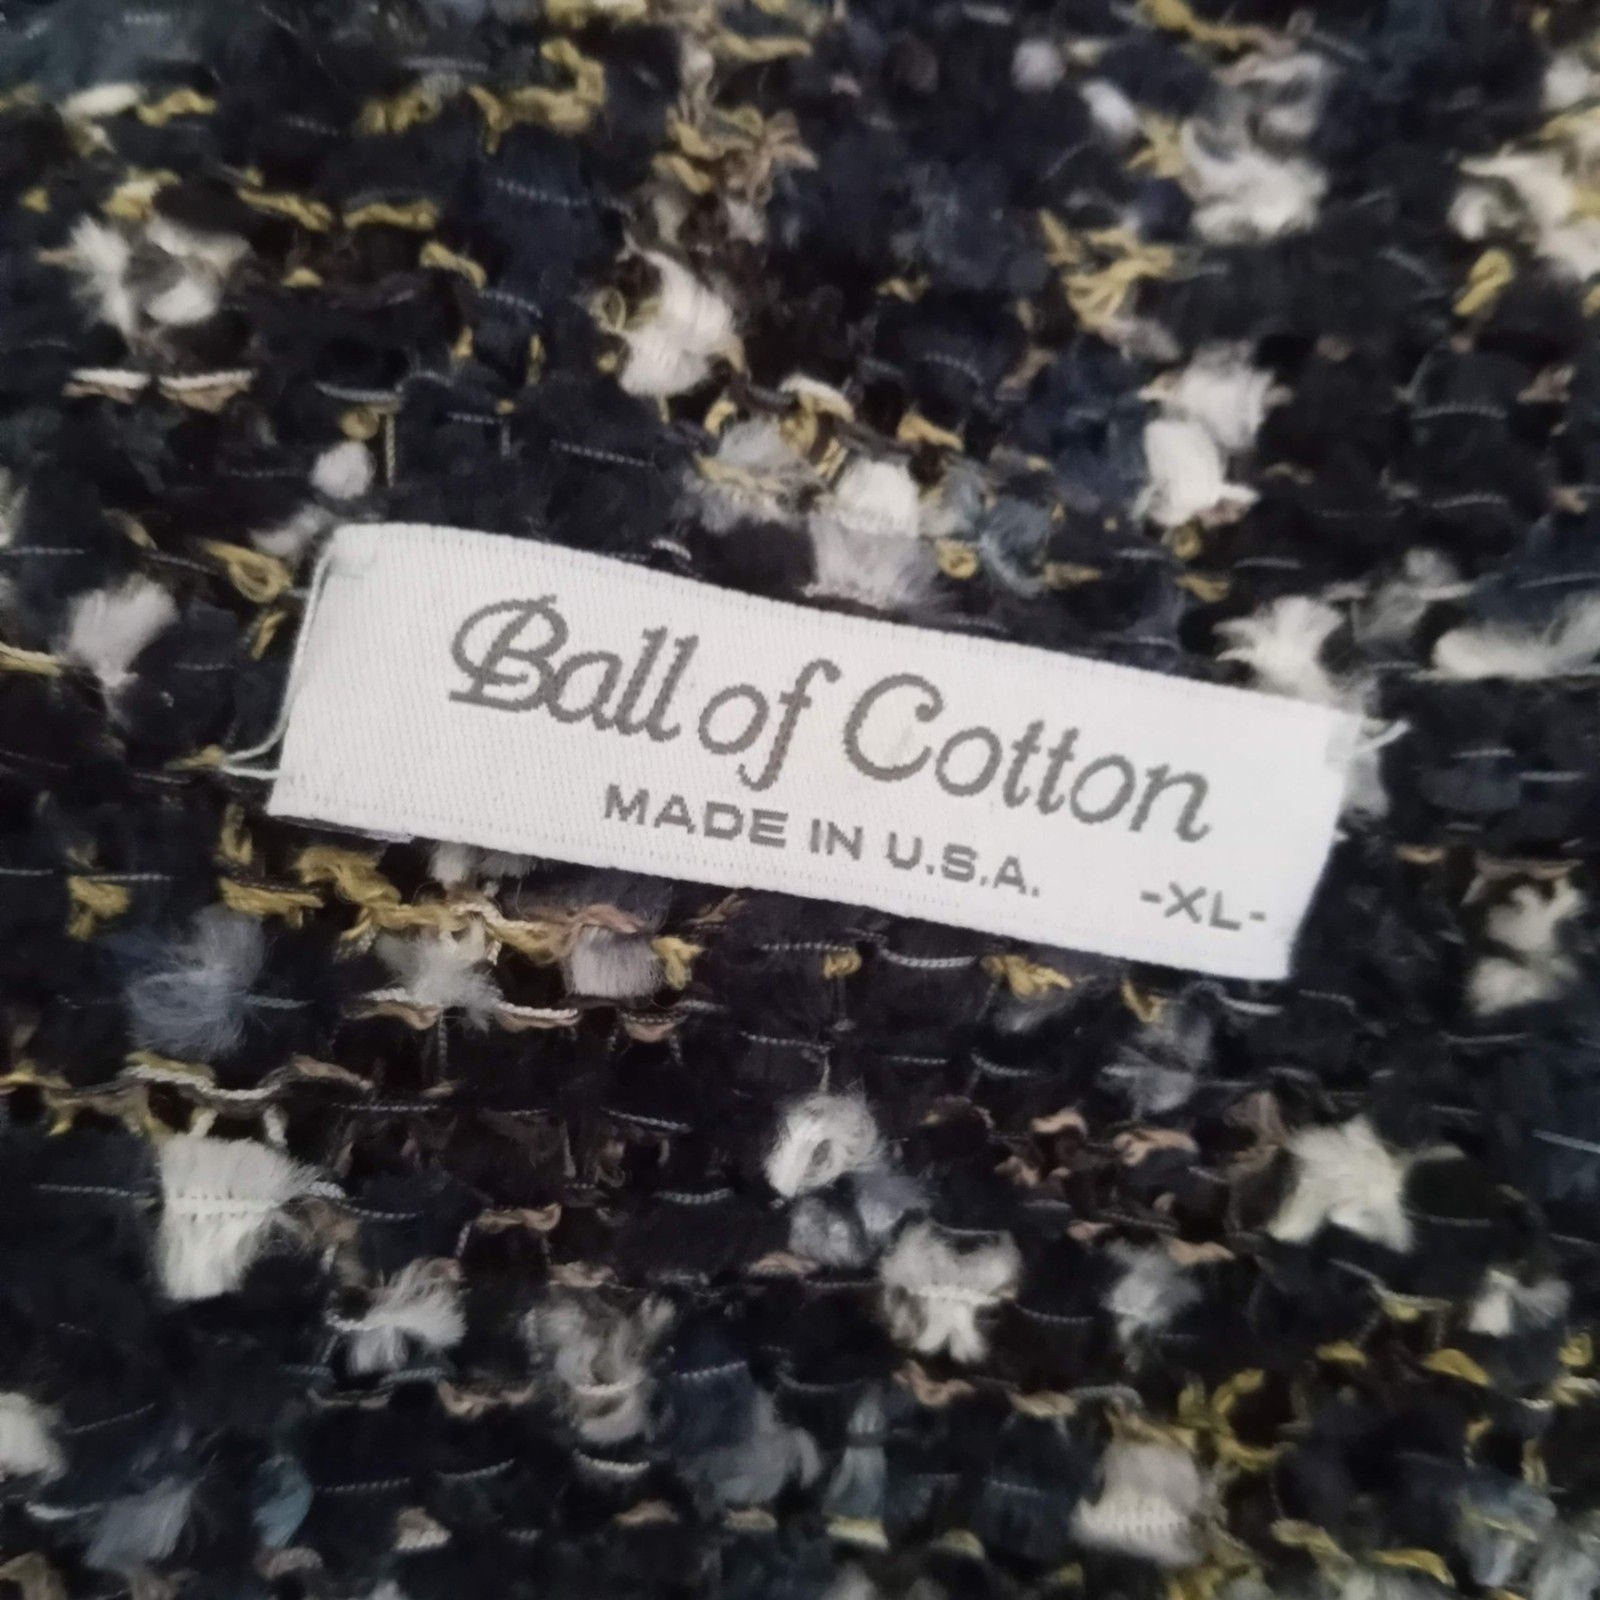 Ball of Cotton
MADE IN U.S.A.
-XL-